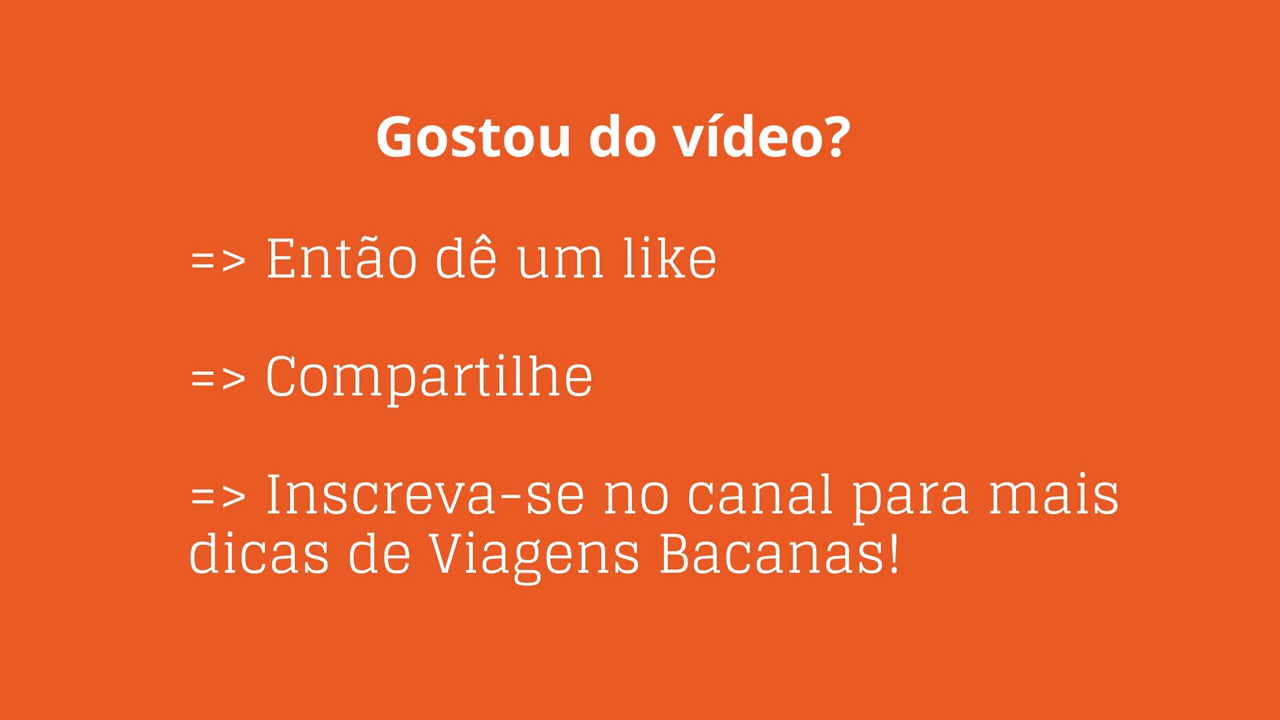 Gostou do vídeo?
=> Então dê um like
=> Compartilhe
=> Inscreva-se no canal para mais
dicas de Viagens Bacanas!